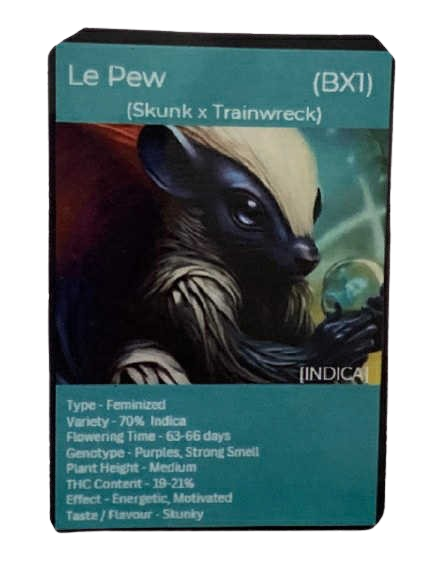 Le Pew (BX1)
(Skunk x Trainwreck)
[INDICA]
Type - Feminized
Variety - 70% Indica
Flowering Time - 63-66 days
Genotype - Purples, Strong Smell
Plant Height - Medium
THC Content - 19-21%
Effect - Energetic, Motivated
Taste / Flavour - Skunky